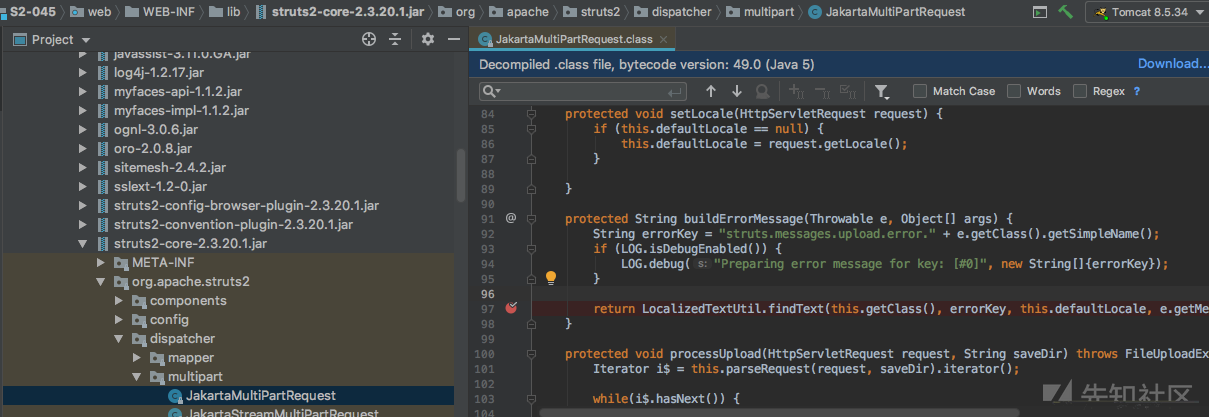 S2-045 web WEB-INF lib struts2-core-2.3.20.1.jar org apache struts2 dispatcher multipart JakartaMultiPartRequest Tomcat 8.5.34
Project
javassist-3.11.0.GA.jar
log4j-1.2.17.jar
myfaces-api-1.1.2.jar
myfaces-impl-1.1.2.jar
ognl-3.0.6.jar
oro-2.0.8.jar
sitemesh-2.4.2.jar
sslext-1.2-0.jar
struts2-config-browser-plugin-2.3.20.1.jar
struts2-convention-plugin-2.3.20.1.jar
struts2-core-2.3.20.1.jar
META-INF
org.apache.struts2
components
config
dispatcher
mapper
multipart
JakartaMultiPartRequest
JakartaStreamMultiPartRequest
JakartaMultiPartRequest.class
Decompiled .class file, bytecode version: 49.0 (Java 5) Download...
Match Case Words Regex ?
84 protected void setLocale(HttpServletRequest request) {
85 if (this.defaultLocale == null) {
86 this.defaultLocale = request.getLocale();
87 }
88
89 }
90
91 @ protected String buildErrorMessage(Throwable e, Object[] args) {
92 String errorKey = "struts.messages.upload.error." + e.getClass().getSimpleName();
93 if (LOG.isDebugEnabled()) {
94 LOG.debug( s: "Preparing error message for key: [#0]", new String[]{errorKey});
95 }
96
97 return LocalizedTextUtil.findText(this.getClass(), errorKey, this.defaultLocale, e.getMe
98 }
99
100 protected void processUpload(HttpServletRequest request, String saveDir) throws FileUploadEx
101 Iterator i$ = this.parseRequest(request, saveDir).iterator();
102
103 while(i$.hasNext()) {
104
先知社区